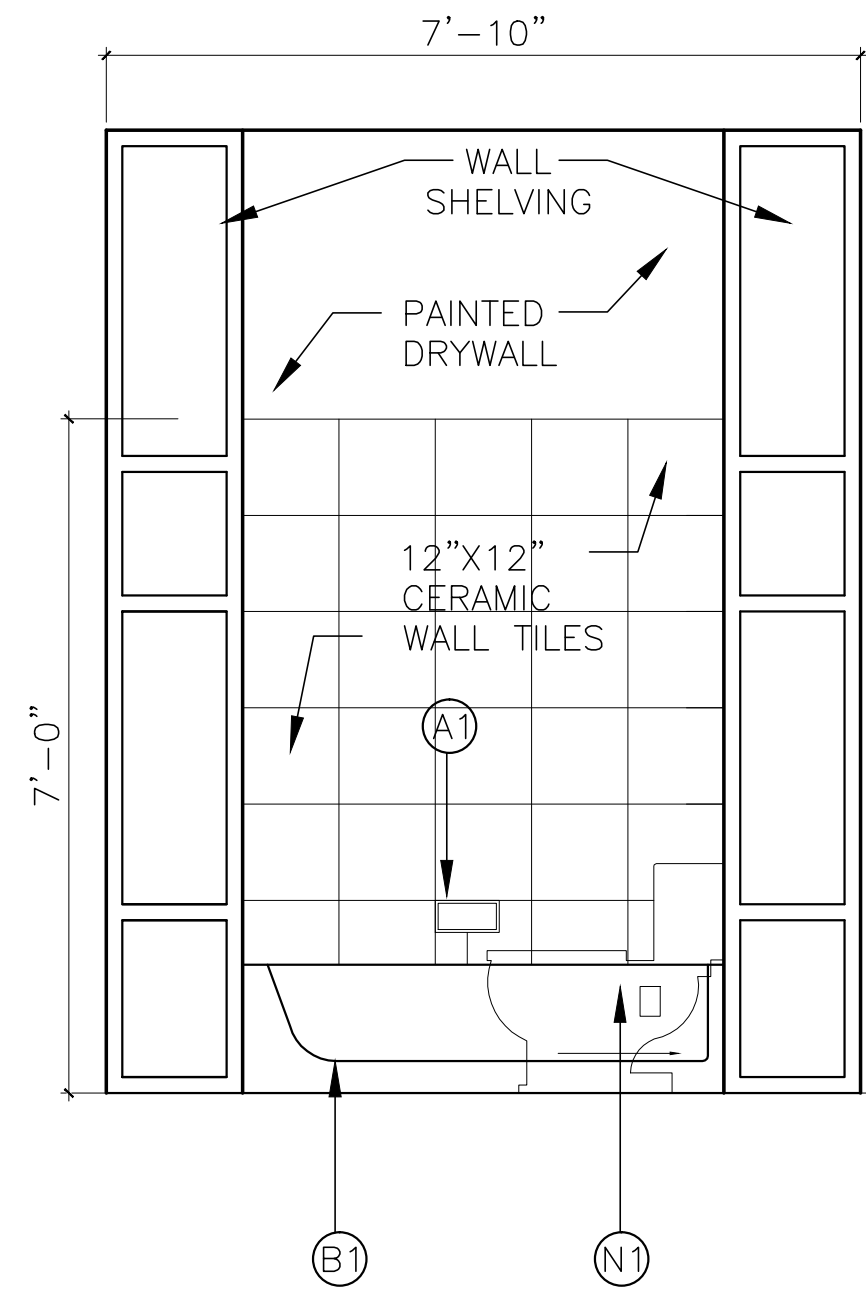 7’-10”
WALL
SHELVING
PAINTED
DRYWALL
12”X12”
CERAMIC
WALL TILES
7’-0”
A1
B1
N1